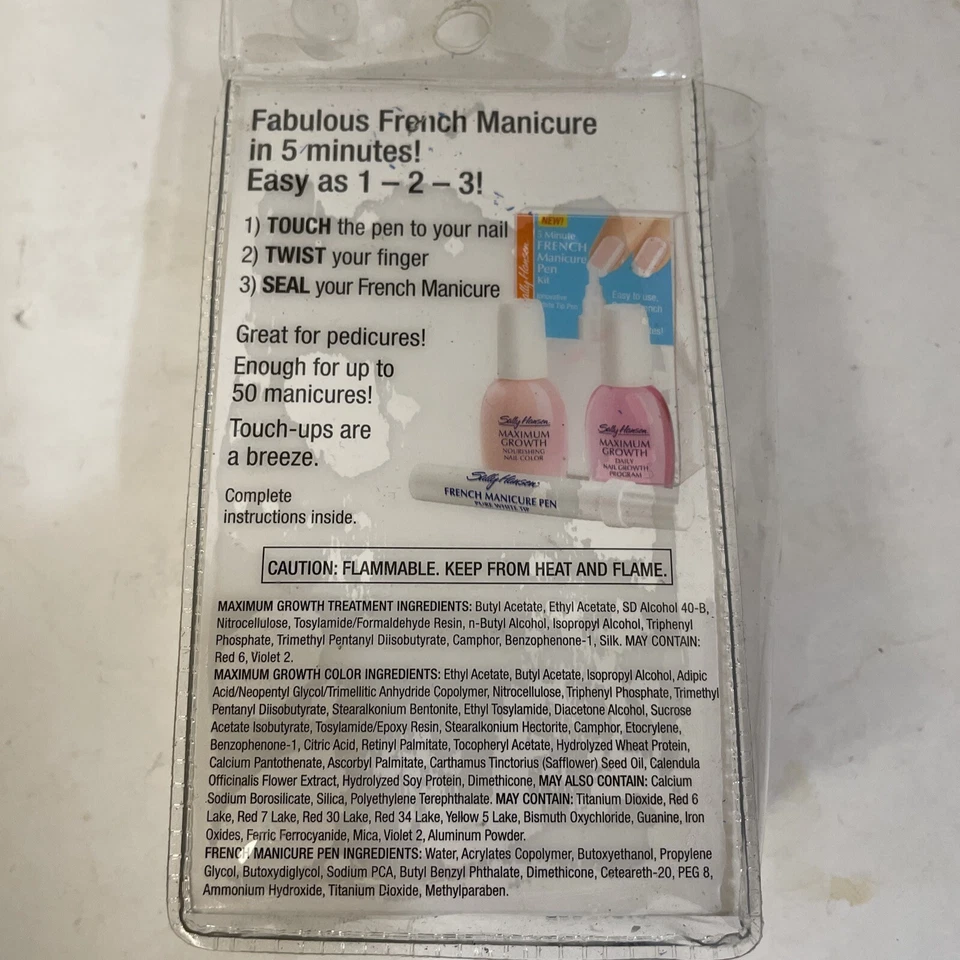 Fabulous French Manicure
in 5 minutes!
Easy as 1 – 2 – 3!
1) TOUCH the pen to your nail
2) TWIST your finger
3) SEAL your French Manicure
Great for pedicures!
Enough for up to
50 manicures!
Touch-ups are
a breeze.
Complete
instructions inside.
NEW!
5 Minute
FRENCH
Manicure
Pen
Kit
Sally Hansen
Easy to use,
Sally Hansen
MAXIMUM
GROWTH
NOURISHING
NAIL COLOR
Sally Hansen
MAXIMUM
GROWTH
DAILY
NAIL GROWTH
PROGRAM
Sally Hansen
FRENCH MANICURE PEN
PURE WHITE TIP
CAUTION: FLAMMABLE. KEEP FROM HEAT AND FLAME.
MAXIMUM GROWTH TREATMENT INGREDIENTS: Butyl Acetate, Ethyl Acetate, SD Alcohol 40-B,
Nitrocellulose, Tosylamide/Formaldehyde Resin, n-Butyl Alcohol, Isopropyl Alcohol, Triphenyl
Phosphate, Trimethyl Pentanyl Diisobutyrate, Camphor, Benzophenone-1, Silk. MAY CONTAIN:
Red 6, Violet 2.
MAXIMUM GROWTH COLOR INGREDIENTS: Ethyl Acetate, Butyl Acetate, Isopropyl Alcohol, Adipic
Acid/Neopentyl Glycol/Trimellitic Anhydride Copolymer, Nitrocellulose, Triphenyl Phosphate, Trimethyl
Pentanyl Diisobutyrate, Stearalkonium Bentonite, Ethyl Tosylamide, Diacetone Alcohol, Sucrose
Acetate Isobutyrate, Tosylamide/Epoxy Resin, Stearalkonium Hectorite, Camphor, Etocrylene,
Benzophenone-1, Citric Acid, Retinyl Palmitate, Tocopheryl Acetate, Hydrolyzed Wheat Protein,
Calcium Pantothenate, Ascorbyl Palmitate, Carthamus Tinctorius (Safflower) Seed Oil, Calendula
Officinalis Flower Extract, Hydrolyzed Soy Protein, Dimethicone, MAY ALSO CONTAIN: Calcium
Sodium Borosilicate, Silica, Polyethylene Terephthalate. MAY CONTAIN: Titanium Dioxide, Red 6
Lake, Red 7 Lake, Red 30 Lake, Red 34 Lake, Yellow 5 Lake, Bismuth Oxychloride, Guanine, Iron
Oxides, Ferric Ferrocyanide, Mica, Violet 2, Aluminum Powder.
FRENCH MANICURE PEN INGREDIENTS: Water, Acrylates Copolymer, Butoxyethanol, Propylene
Glycol, Butoxydiglycol, Sodium PCA, Butyl Benzyl Phthalate, Dimethicone, Ceteareth-20, PEG 8,
Ammonium Hydroxide, Titanium Dioxide, Methylparaben.